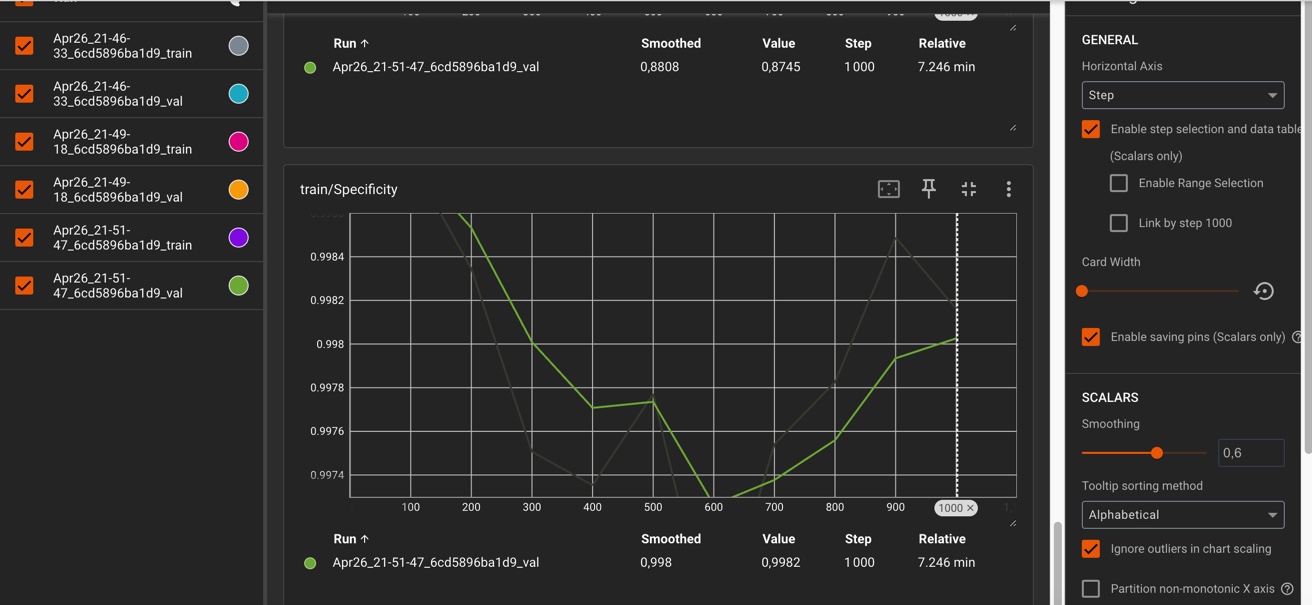 Apr26_21-46-
33_6cd5896ba1d9_train
Apr26_21-46-
33_6cd5896ba1d9_val
Apr26_21-49-
18_6cd5896ba1d9_train
Apr26_21-49-
18_6cd5896ba1d9_val
Apr26_21-51-
47_6cd5896ba1d9_train
Apr26_21-51-
47_6cd5896ba1d9_val
Run ↑ Smoothed Value Step Relative
Apr26_21-51-47_6cd5896ba1d9_val 0,8808 0,8745 1 000 7.246 min
train/Specificity
0.9984
0.9982
0.998
0.9978
0.9976
0.9974
100 200 300 400 500 600 700 800 900 1000 ×
Run ↑ Smoothed Value Step Relative
Apr26_21-51-47_6cd5896ba1d9_val 0,998 0,9982 1 000 7.246 min
GENERAL
Horizontal Axis
Step
Enable step selection and data table
(Scalars only)
Enable Range Selection
Link by step 1000
Card Width
Enable saving pins (Scalars only)
SCALARS
Smoothing
0,6
Tooltip sorting method
Alphabetical
Ignore outliers in chart scaling
Partition non-monotonic X axis ?